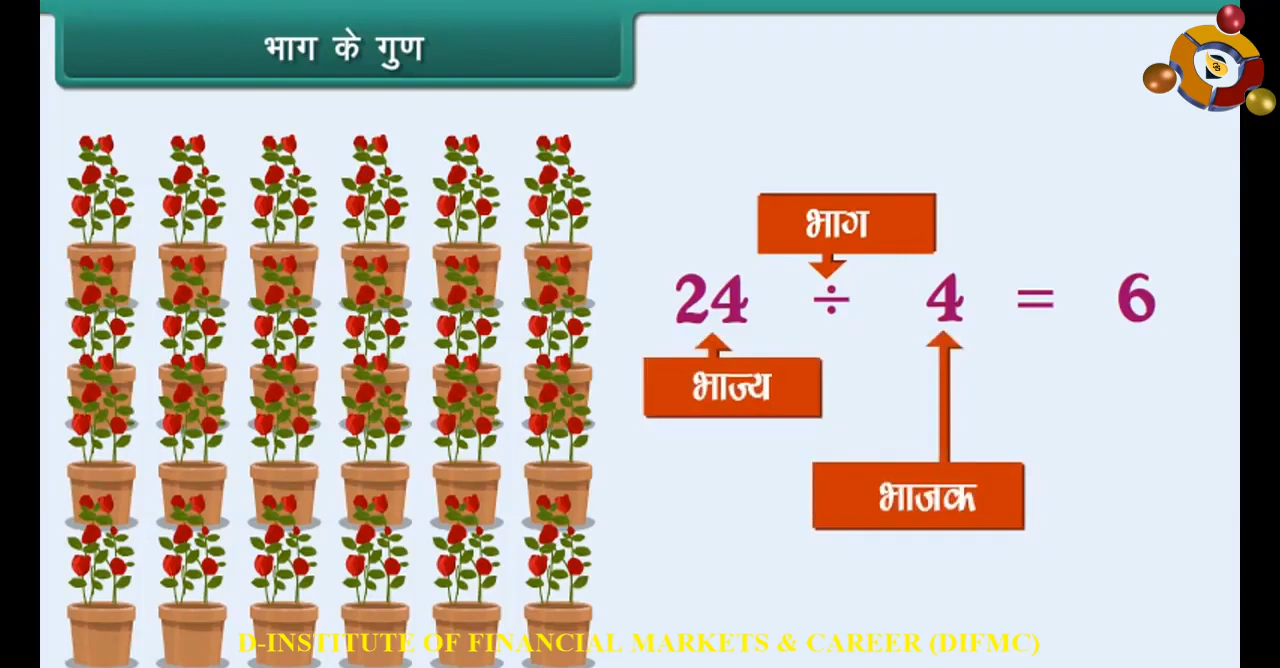 भाग के गुण
भाग
24 ÷ 4 = 6
भाज्य
भाजक
D-INSTITUTE OF FINANCIAL MARKETS & CAREER (DIFMC)